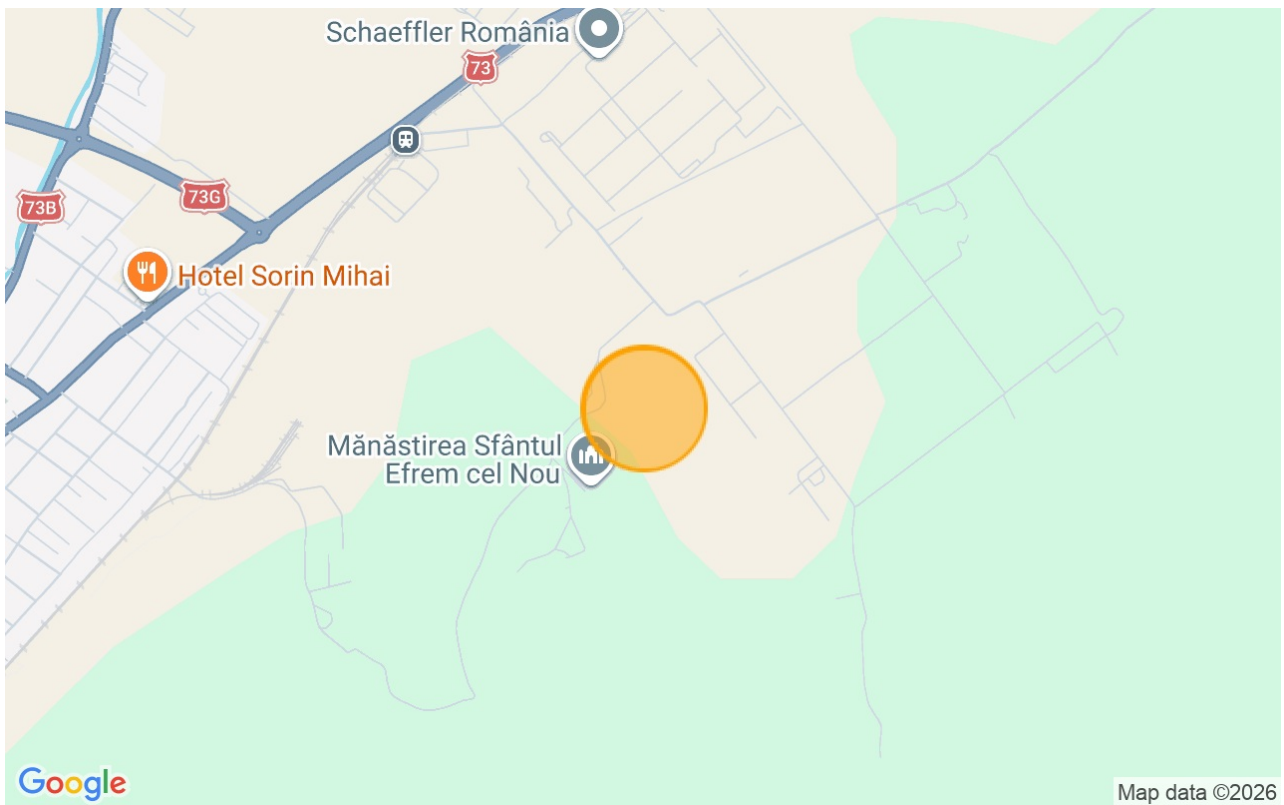 Schaeffler România
73
73G
73B
Hotel Sorin Mihai
Mănăstirea Sfântul
Efrem cel Nou
Google
Map data ©2026